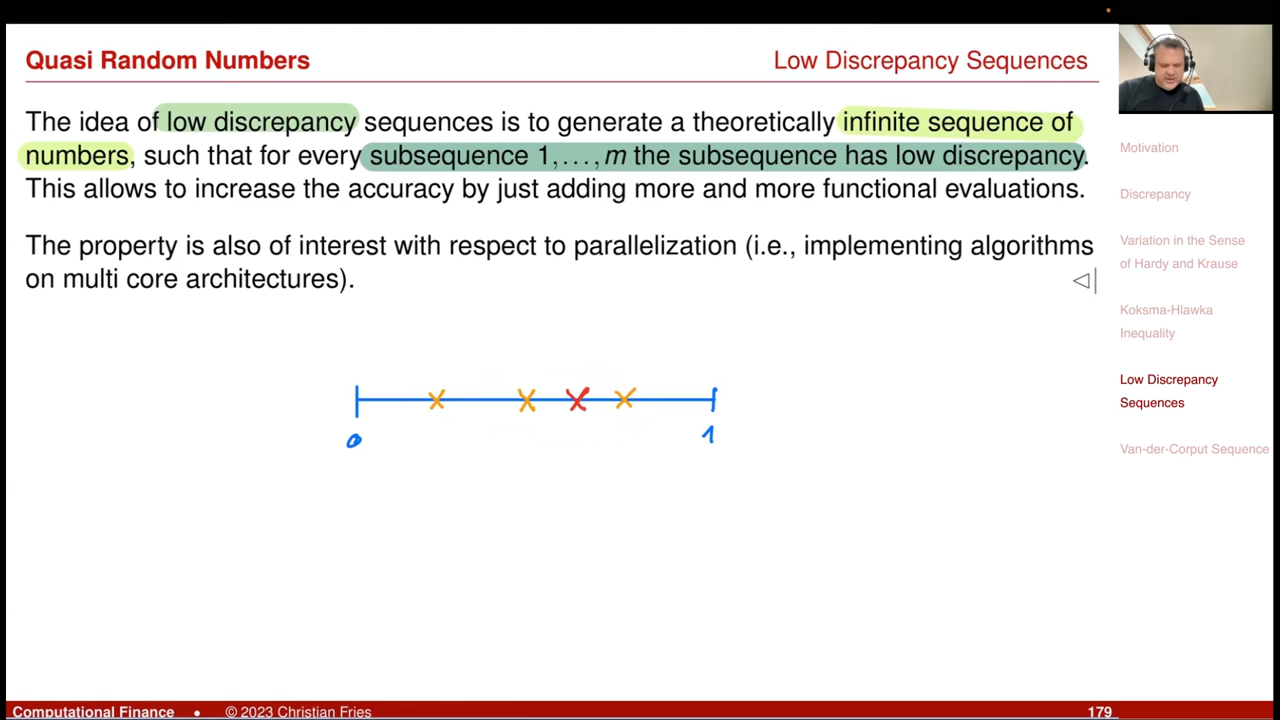 Quasi Random Numbers
Low Discrepancy Sequences
The idea of low discrepancy sequences is to generate a theoretically infinite sequence of
numbers, such that for every subsequence 1,...,m the subsequence has low discrepancy.
This allows to increase the accuracy by just adding more and more functional evaluations.
The property is also of interest with respect to parallelization (i.e., implementing algorithms
on multi core architectures).
0
1
Motivation
Discrepancy
Variation in the Sense
of Hardy and Krause
Koksma-Hlawka
Inequality
Low Discrepancy
Sequences
Van-der-Corput Sequence
Computational Finance • © 2023 Christian Fries
179